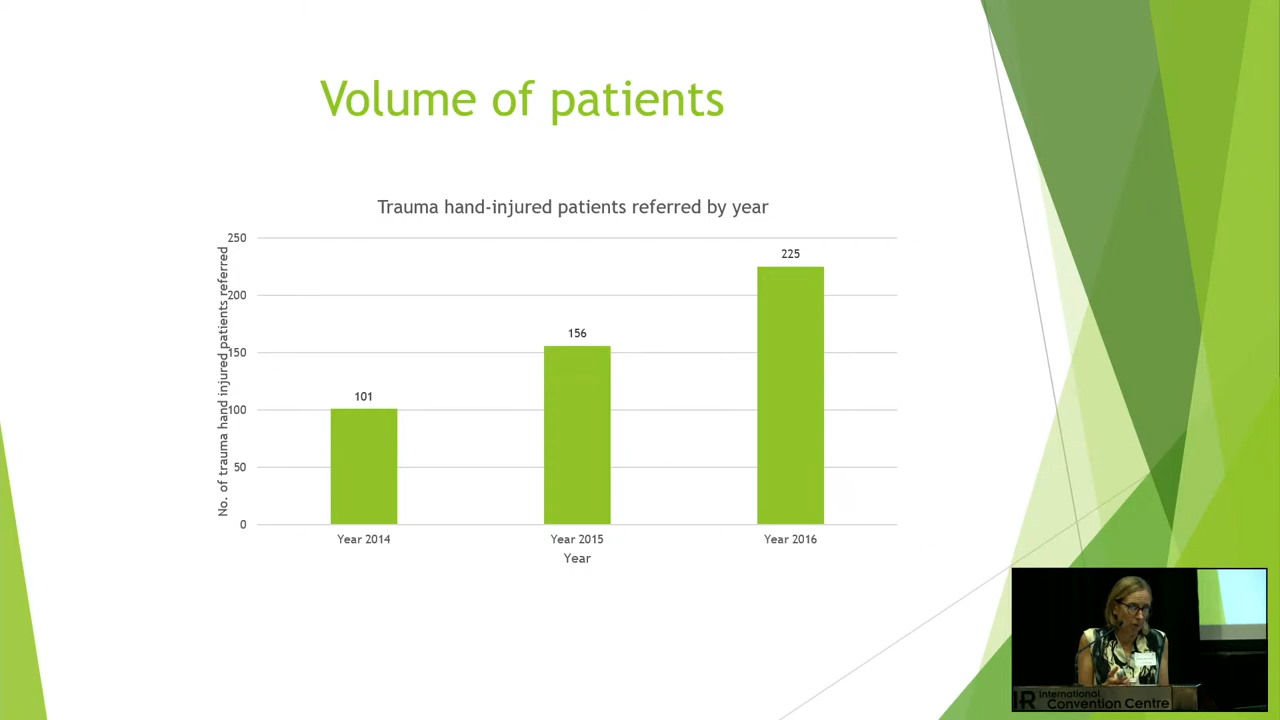 Volume of patients
Trauma hand-injured patients referred by year
No. of trauma hand injured patients referred
250
200
150
100
50
0
101
156
225
Year 2014
Year 2015
Year 2016
Year
International
Convention Centre